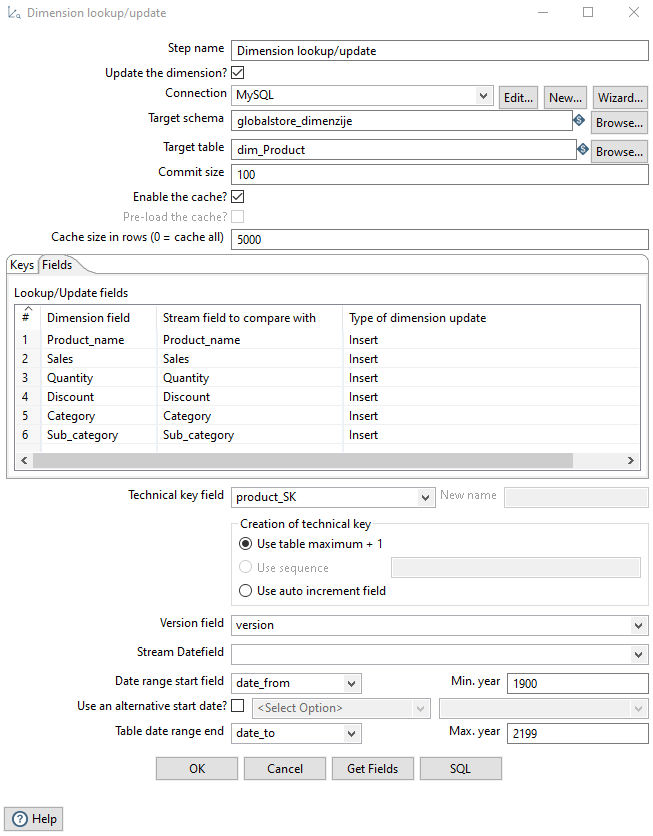 Dimension lookup/update
Step name Dimension lookup/update
Update the dimension?
Connection MySQL Edit... New... Wizard...
Target schema globalstore_dimenzije S Browse...
Target table dim_Product S Browse...
Commit size 100
Enable the cache?
Pre-load the cache?
Cache size in rows (0 = cache all) 5000
Keys Fields
Lookup/Update fields
# Dimension field Stream field to compare with Type of dimension update
1 Product_name Product_name Insert
2 Sales Sales Insert
3 Quantity Quantity Insert
4 Discount Discount Insert
5 Category Category Insert
6 Sub_category Sub_category Insert
Technical key field product_SK New name
Creation of technical key
Use table maximum + 1
Use sequence
Use auto increment field
Version field version
Stream Datefield
Date range start field date_from Min. year 1900
Use an alternative start date? <Select Option>
Table date range end date_to Max. year 2199
OK Cancel Get Fields SQL
? Help